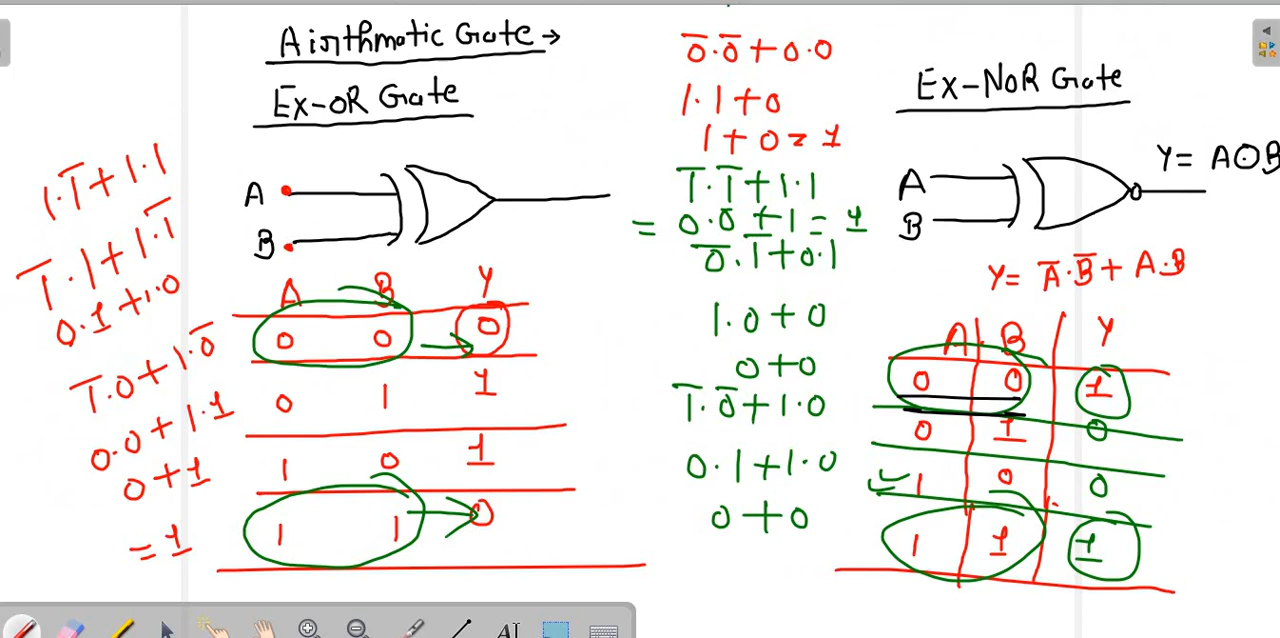 Airthmatic Gate →
Ex-OR Gate
1.1̅ + 1.1
1̅.1 + 1.1̅
0.1 + 1.0
1̅.0 + 1.0̅
0.0 + 1.1
0 + 1
= 1
A
B
A B Y
0 0 0
0 1 1
1 0 1
1 1 0
0̅.0̅ + 0.0
1.1 + 0
1 + 0 = 1
1̅.1̅ + 1.1
= 0.0 + 1 = 1
0̅.1̅ + 0.1
1.0 + 0
0 + 0
1̅.0̅ + 1.0
0.1 + 1.0
0 + 0
Ex-NOR Gate
A
B
Y = A⊙B
Y = A̅.B̅ + A.B
A B Y
0 0 1
0 1 0
1 0 0
1 1 1
AI